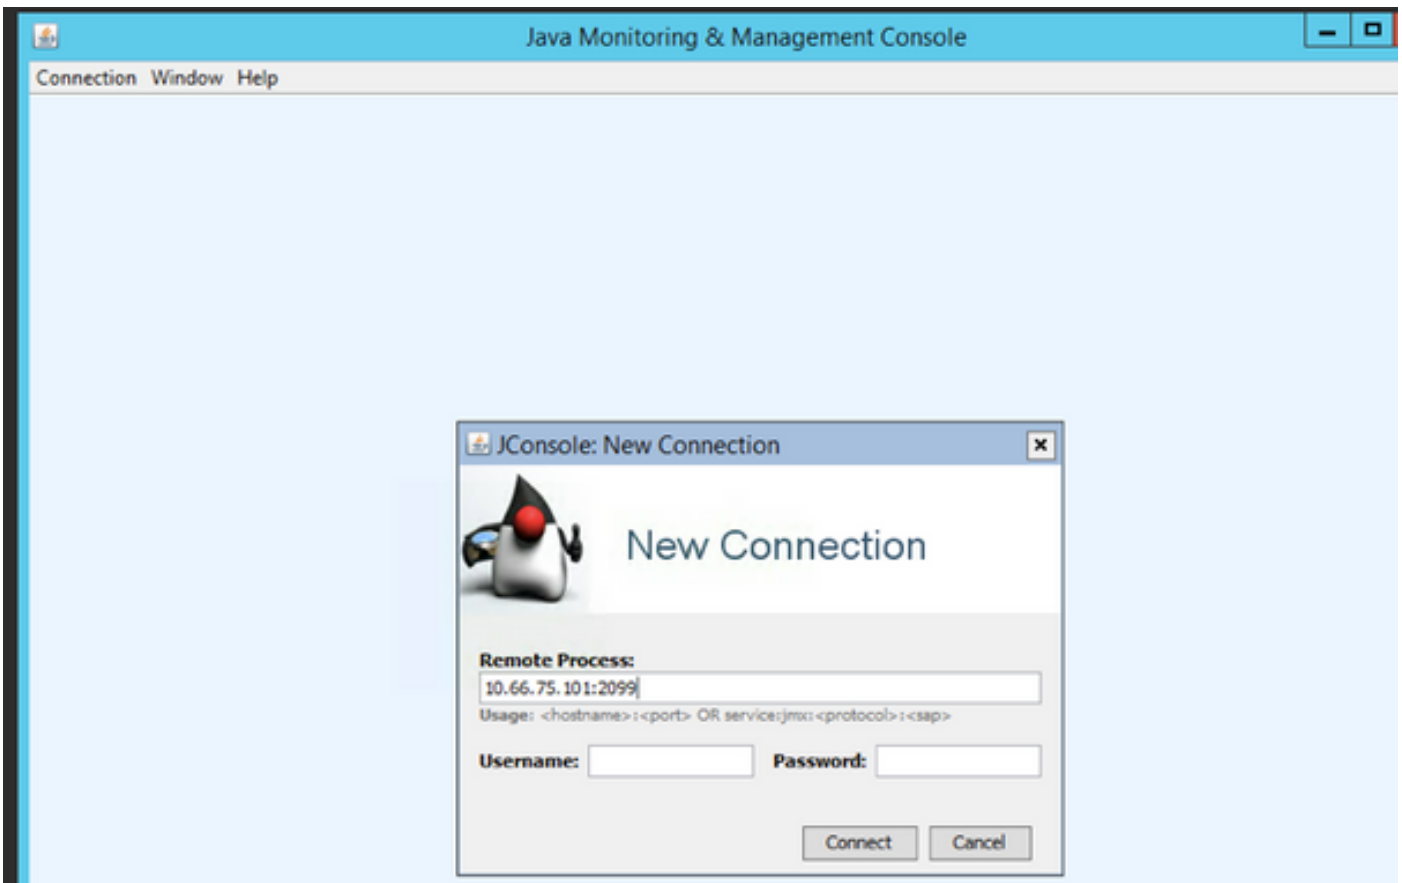 Java Monitoring & Management Console
Connection Window Help
JConsole: New Connection
New Connection
Remote Process:
10.66.75.101:2099
Usage: <hostname>:<port> OR service:jmx:<protocol>:<sap>
Username: Password:
Connect Cancel